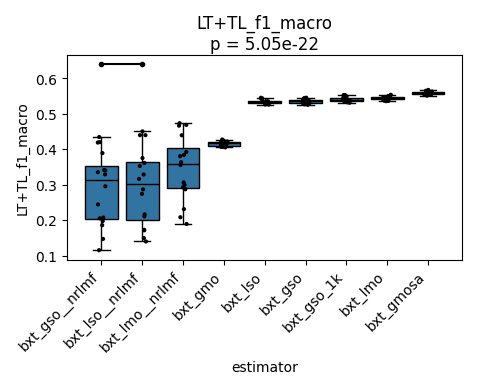 LT+TL_f1_macro
p = 5.05e-22
LT+TL_f1_macro
0.6
0.5
0.4
0.3
0.2
0.1
bxt_gso__nrlmf
bxt_lso__nrlmf
bxt_lmo__nrlmf
bxt_gmo
bxt_lso
bxt_gso
bxt_gso_1k
bxt_lmo
bxt_gmosa
estimator